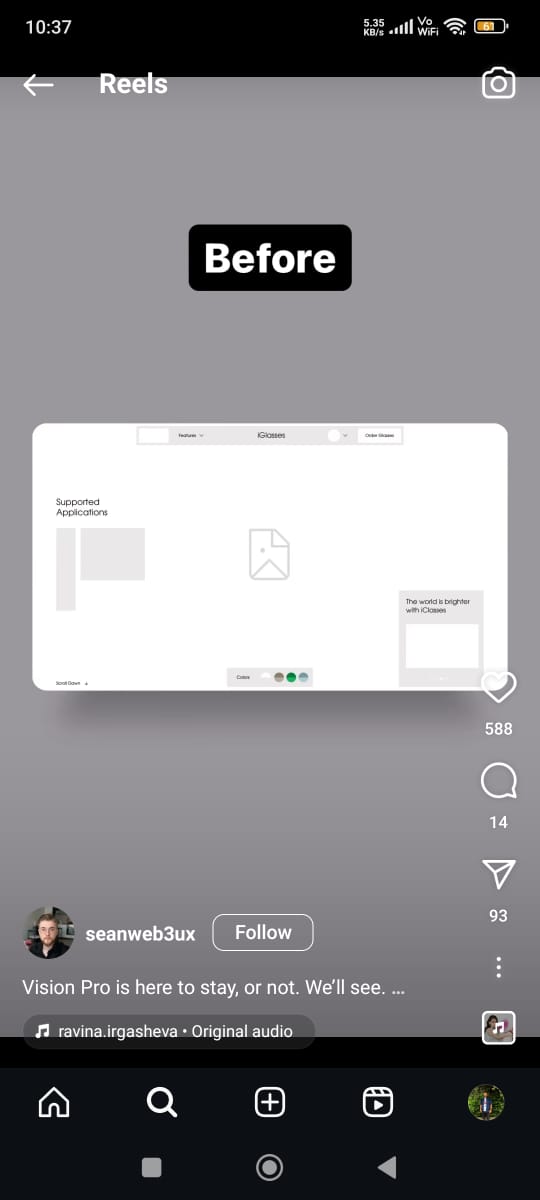 10:37
5.35
KB/s
Vo
WiFi
61
Reels
Before
Features
iGlasses
Order Glasses
Supported
Applications
The world is brighter
with iGlasses
Colors
Scroll Down
588
14
93
seanweb3ux
Follow
Vision Pro is here to stay, or not. We'll see. ...
ravina.irgasheva • Original audio